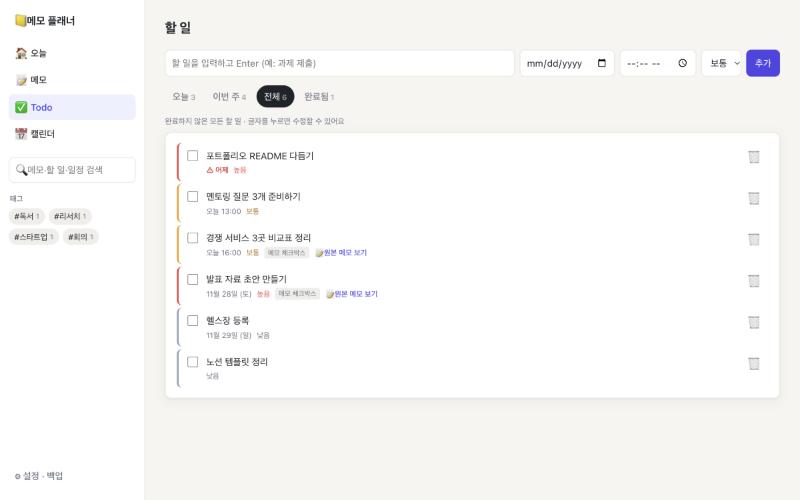 메모 플래너
오늘
메모
Todo
캘린더
메모·할 일·일정 검색
태그
#독서 1 #리서치 1
#스타트업 1 #회의 1
설정 · 백업
할 일
할 일을 입력하고 Enter (예: 과제 제출) mm/dd/yyyy --:-- -- 보통 추가
오늘 3 이번 주 4 전체 6 완료됨 1
완료하지 않은 모든 할 일 · 글자를 누르면 수정할 수 있어요
포트폴리오 README 다듬기
⚠ 어제 높음
멘토링 질문 3개 준비하기
오늘 13:00 보통
경쟁 서비스 3곳 비교표 정리
오늘 16:00 보통 메모 체크박스 원본 메모 보기
발표 자료 초안 만들기
11월 28일 (토) 높음 메모 체크박스 원본 메모 보기
헬스장 등록
11월 29일 (일) 낮음
노션 템플릿 정리
낮음